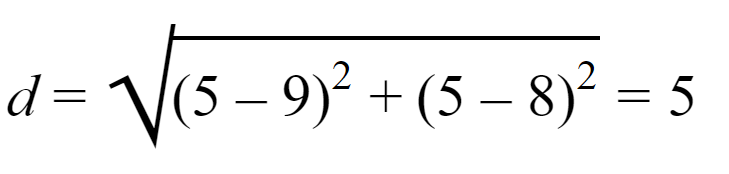 d = √(5 – 9)² + (5 – 8)² = 5